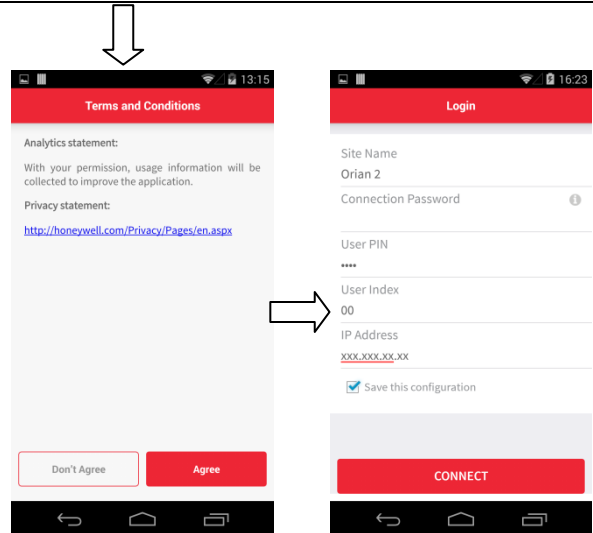 13:15
Terms and Conditions
Analytics statement:
With your permission, usage information will be
collected to improve the application.
Privacy statement:
http://honeywell.com/Privacy/Pages/en.aspx
Don't Agree
Agree
16:23
Login
Site Name
Orian 2
Connection Password
User PIN
••••
User Index
00
IP Address
xxx.xxx.xx.xx
Save this configuration
CONNECT